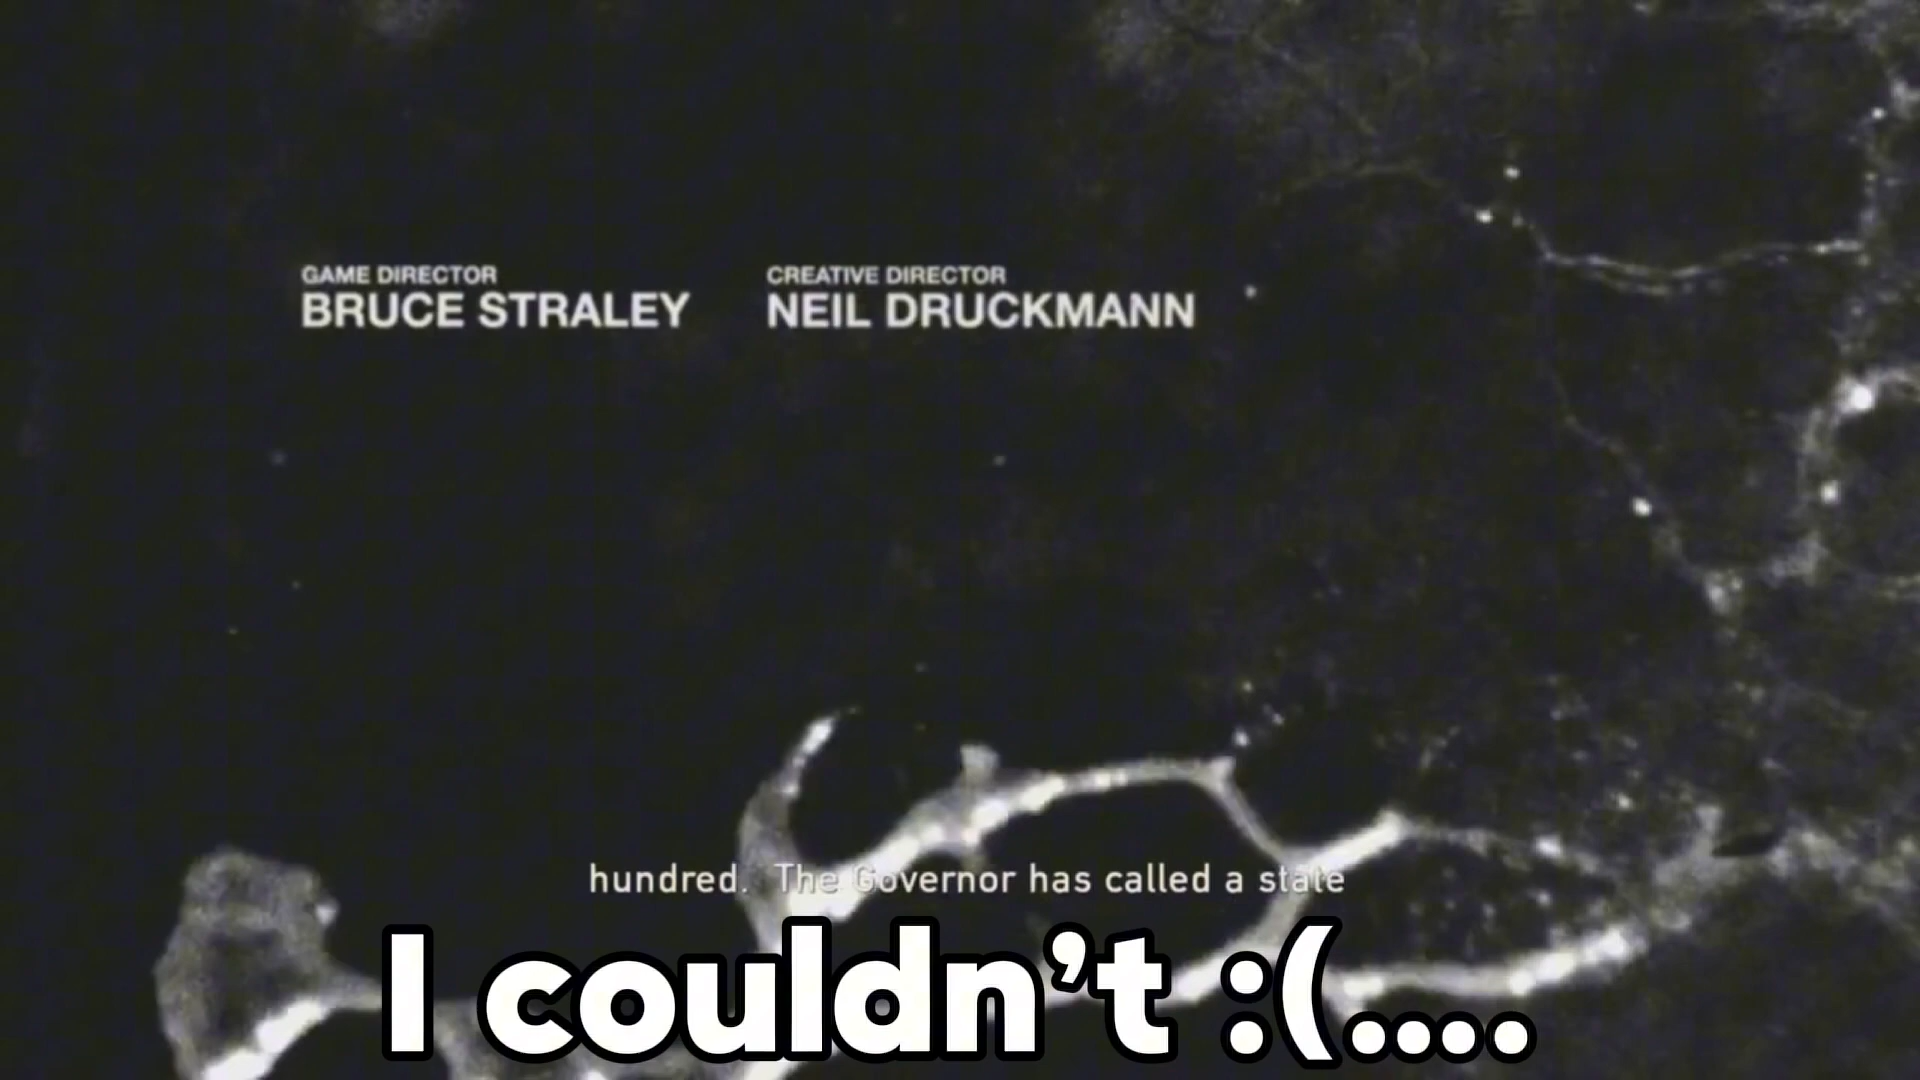 GAME DIRECTOR
BRUCE STRALEY
CREATIVE DIRECTOR
NEIL DRUCKMANN
hundred. The Governor has called a state
I couldn’t :(....